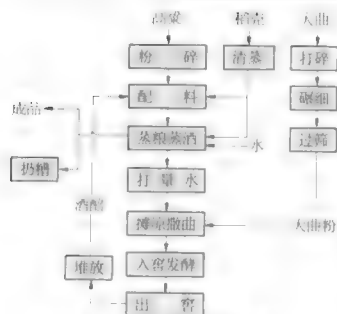 高粱 稻壳 大曲
粉碎 清蒸 打碎
配料 碾细
成品 蒸粮蒸酒 过筛
水
扔糟 打量水
酒醅 摊凉撒曲 大曲粉
堆放 入窖发酵
出窖